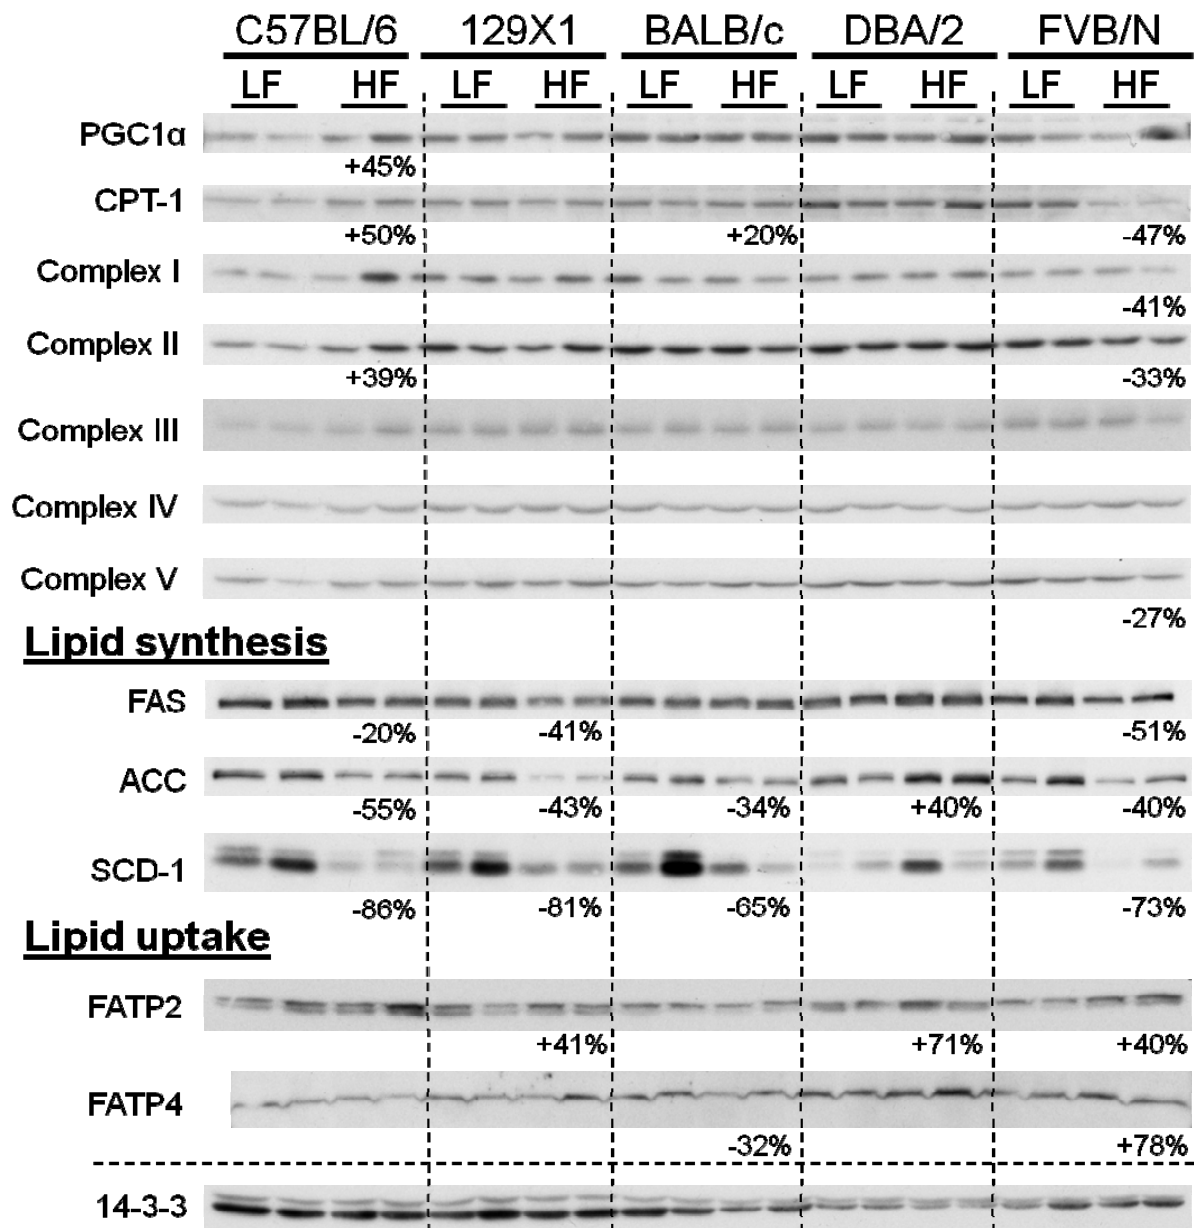 C57BL/6 129X1 BALB/c DBA/2 FVB/N
LF HF LF HF LF HF LF HF LF HF
PGC1α
+45%
CPT-1
+50% +20% -47%
Complex I
-41%
Complex II
+39% -33%
Complex III
Complex IV
Complex V
-27%
Lipid synthesis
FAS
-20% -41% -51%
ACC
-55% -43% -34% +40% -40%
SCD-1
-86% -81% -65% -73%
Lipid uptake
FATP2
+41% +71% +40%
FATP4
-32% +78%
14-3-3